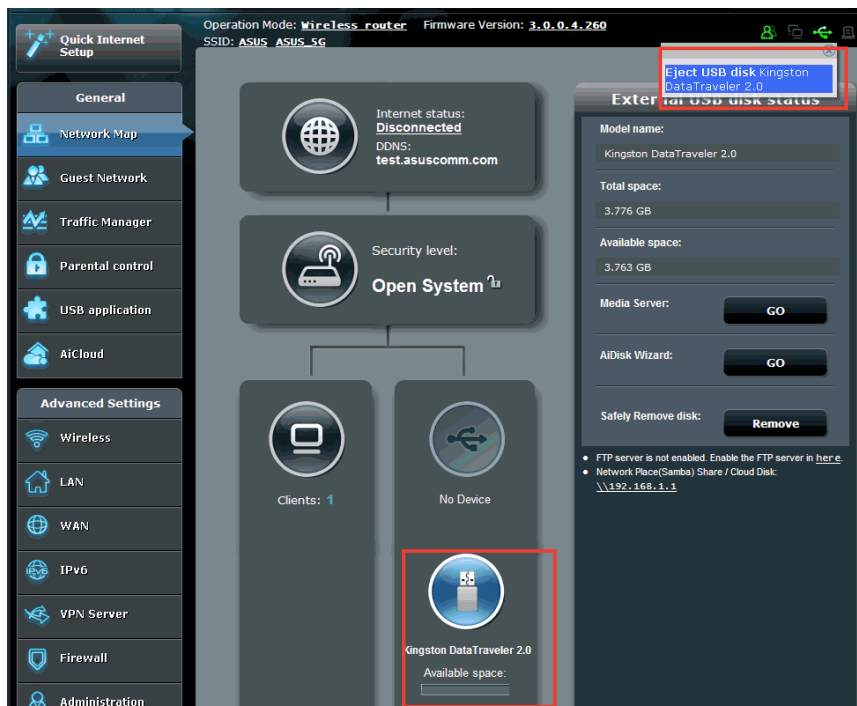 Operation Mode: Wireless router Firmware Version: 3.0.0.4.260
SSID: ASUS ASUS_5G
Quick Internet
Setup
General
Network Map
Guest Network
Traffic Manager
Parental control
USB application
AiCloud
Advanced Settings
Wireless
LAN
WAN
IPv6
VPN Server
Firewall
Administration
Internet status:
Disconnected
DDNS:
test.asuscomm.com
Security level:
Open System
Clients: 1
No Device
Kingston DataTraveler 2.0
Available space:
Eject USB disk Kingston
DataTraveler 2.0
External USB disk status
Model name:
Kingston DataTraveler 2.0
Total space:
3.776 GB
Available space:
3.763 GB
Media Server:
GO
AiDisk Wizard:
GO
Safely Remove disk:
Remove
FTP server is not enabled. Enable the FTP server in here.
Network Place(Samba) Share / Cloud Disk:
\\192.168.1.1